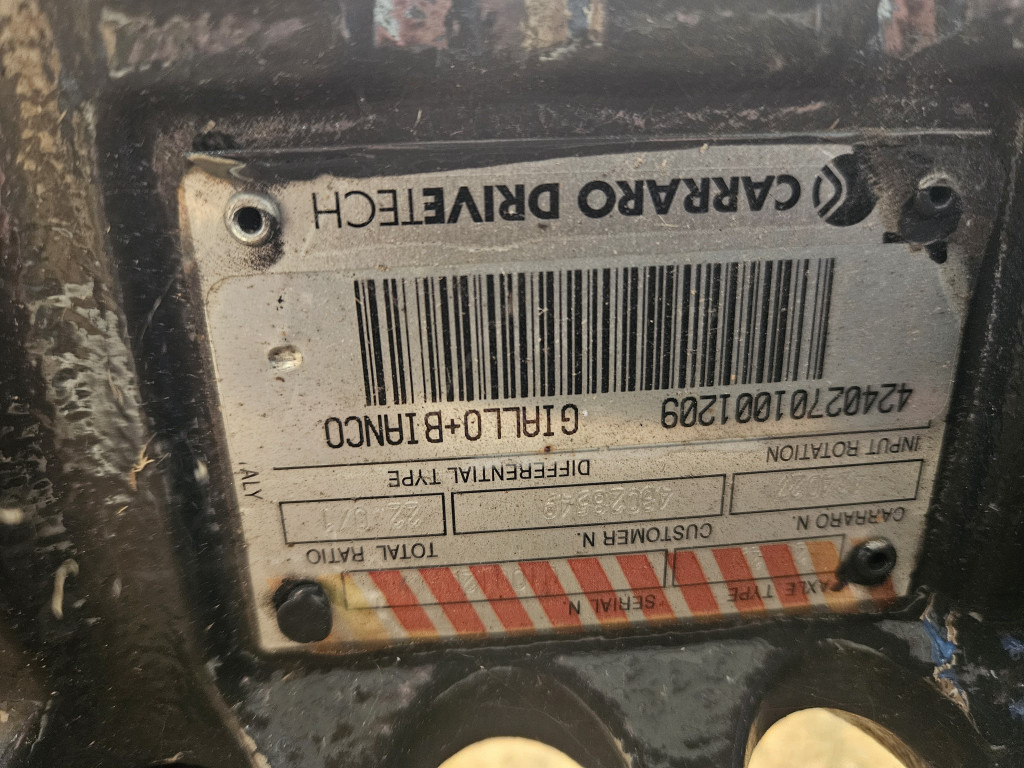 AXLE TYPE SERIAL N.
CARRARO N. CUSTOMER N. TOTAL RATIO
INPUT ROTATION DIFFERENTIAL TYPE
42402701001209 GIALLO+BIANCO
CARRARO DRIVETECH